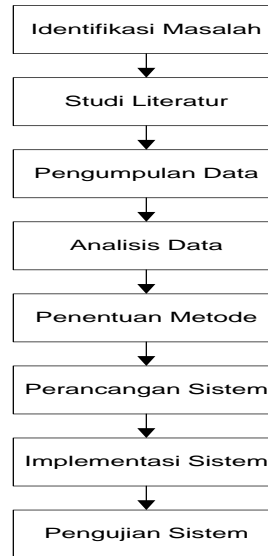 Identifikasi Masalah
Studi Literatur
Pengumpulan Data
Analisis Data
Penentuan Metode
Perancangan Sistem
Implementasi Sistem
Pengujian Sistem